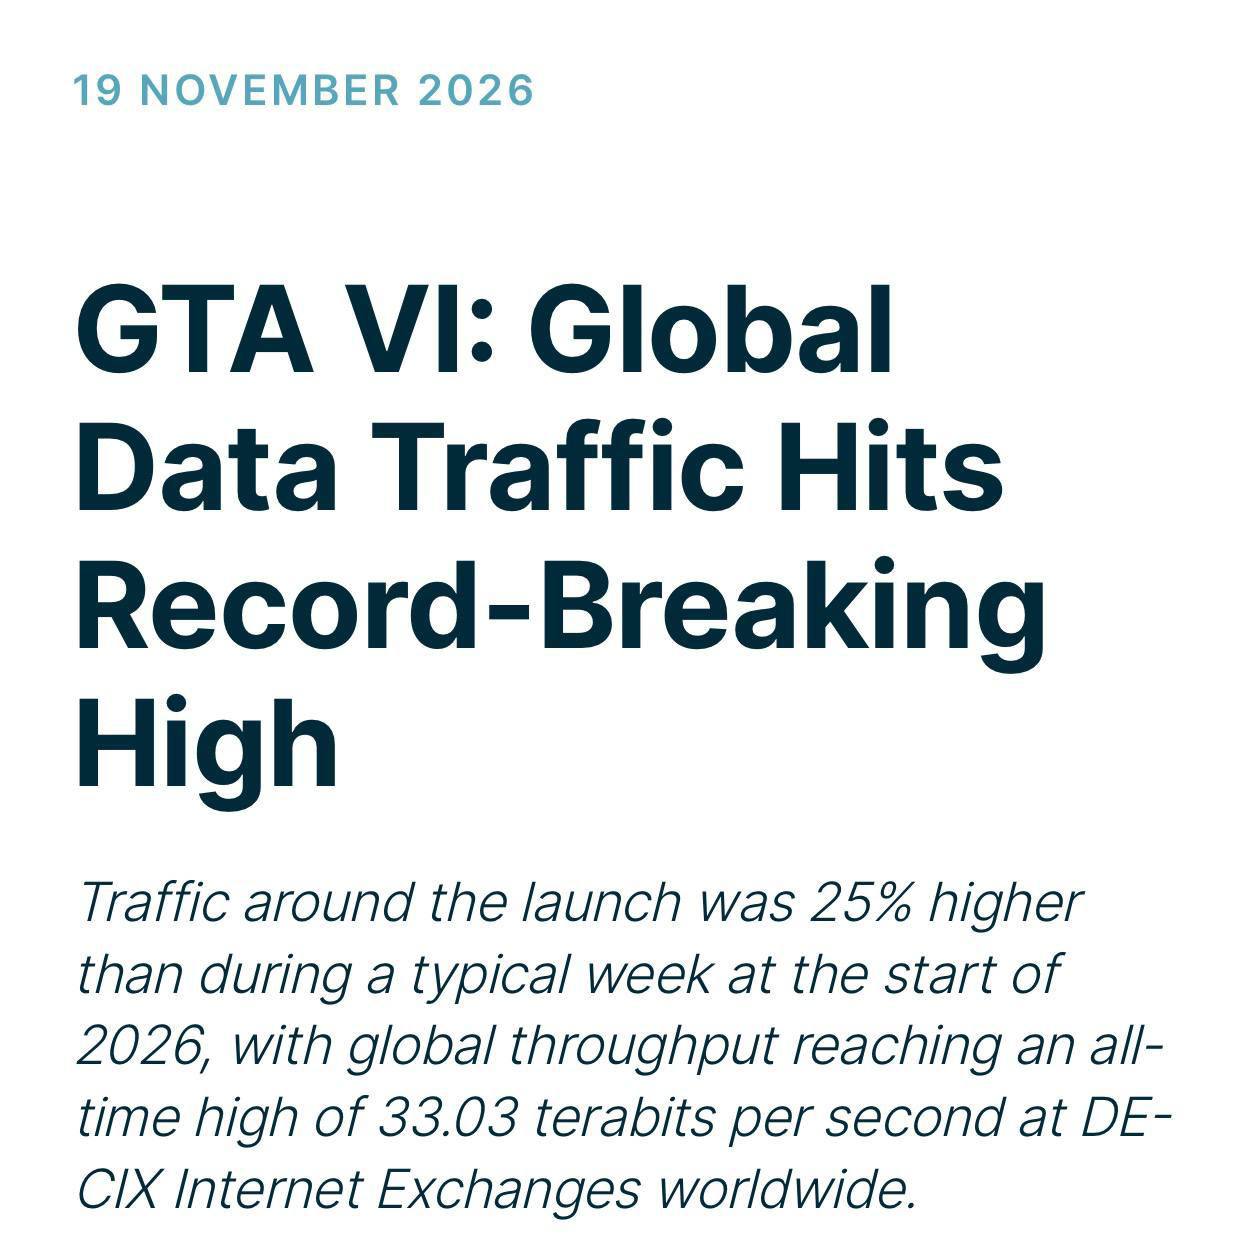 19 NOVEMBER 2026
GTA VI: Global
Data Traffic Hits
Record-Breaking
High
Traffic around the launch was 25% higher
than during a typical week at the start of
2026, with global throughput reaching an all-
time high of 33.03 terabits per second at DE-
CIX Internet Exchanges worldwide.